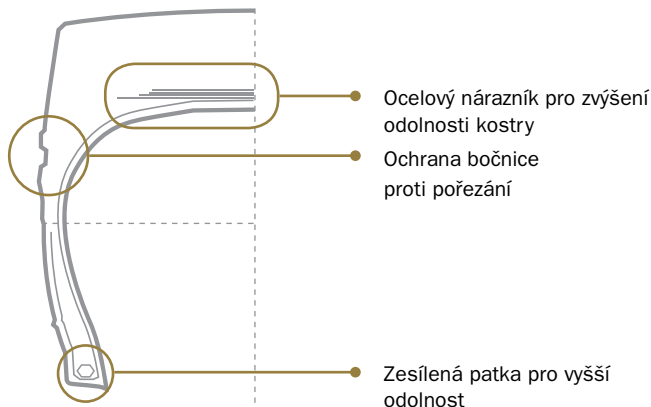 Ocelový nárazník pro zvýšení
odolnosti kostry
Ochrana bočnice
proti pořezání
Zesílená patka pro vyšší
odolnost